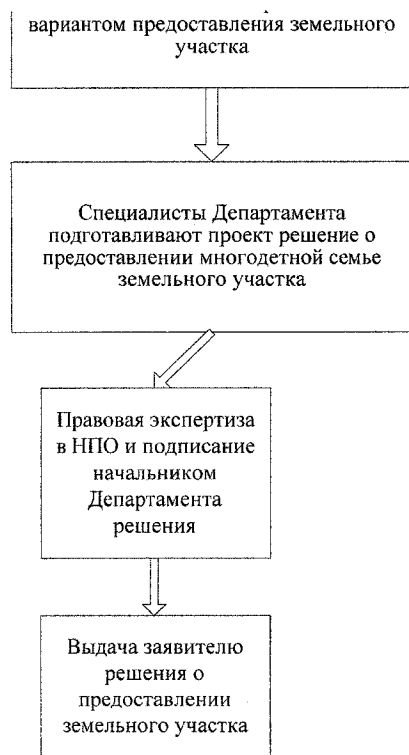 вариантом предоставления земельного
участка
Специалисты Департамента
подготавливают проект решение о
предоставлении многодетной семье
земельного участка
Правовая экспертиза
в НПО и подписание
начальником
Департамента
решения
Выдача заявителю
решения о
предоставлении
земельного участка